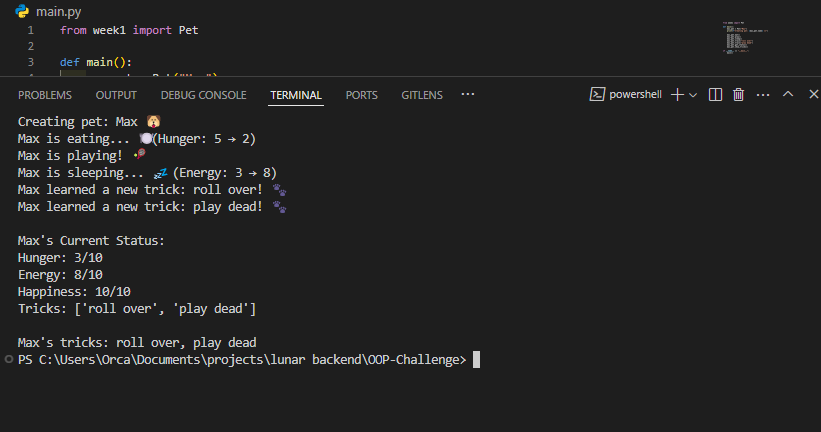 main.py
1 from week1 import Pet
2
3 def main():
PROBLEMS OUTPUT DEBUG CONSOLE TERMINAL PORTS GITLENS ... powershell
Creating pet: Max 🐶
Max is eating... 🍽️(Hunger: 5 → 2)
Max is playing! 🎾
Max is sleeping... 💤 (Energy: 3 → 8)
Max learned a new trick: roll over! 🐾
Max learned a new trick: play dead! 🐾
Max's Current Status:
Hunger: 3/10
Energy: 8/10
Happiness: 10/10
Tricks: ['roll over', 'play dead']
Max's tricks: roll over, play dead
PS C:\Users\Orca\Documents\projects\lunar backend\OOP-Challenge>